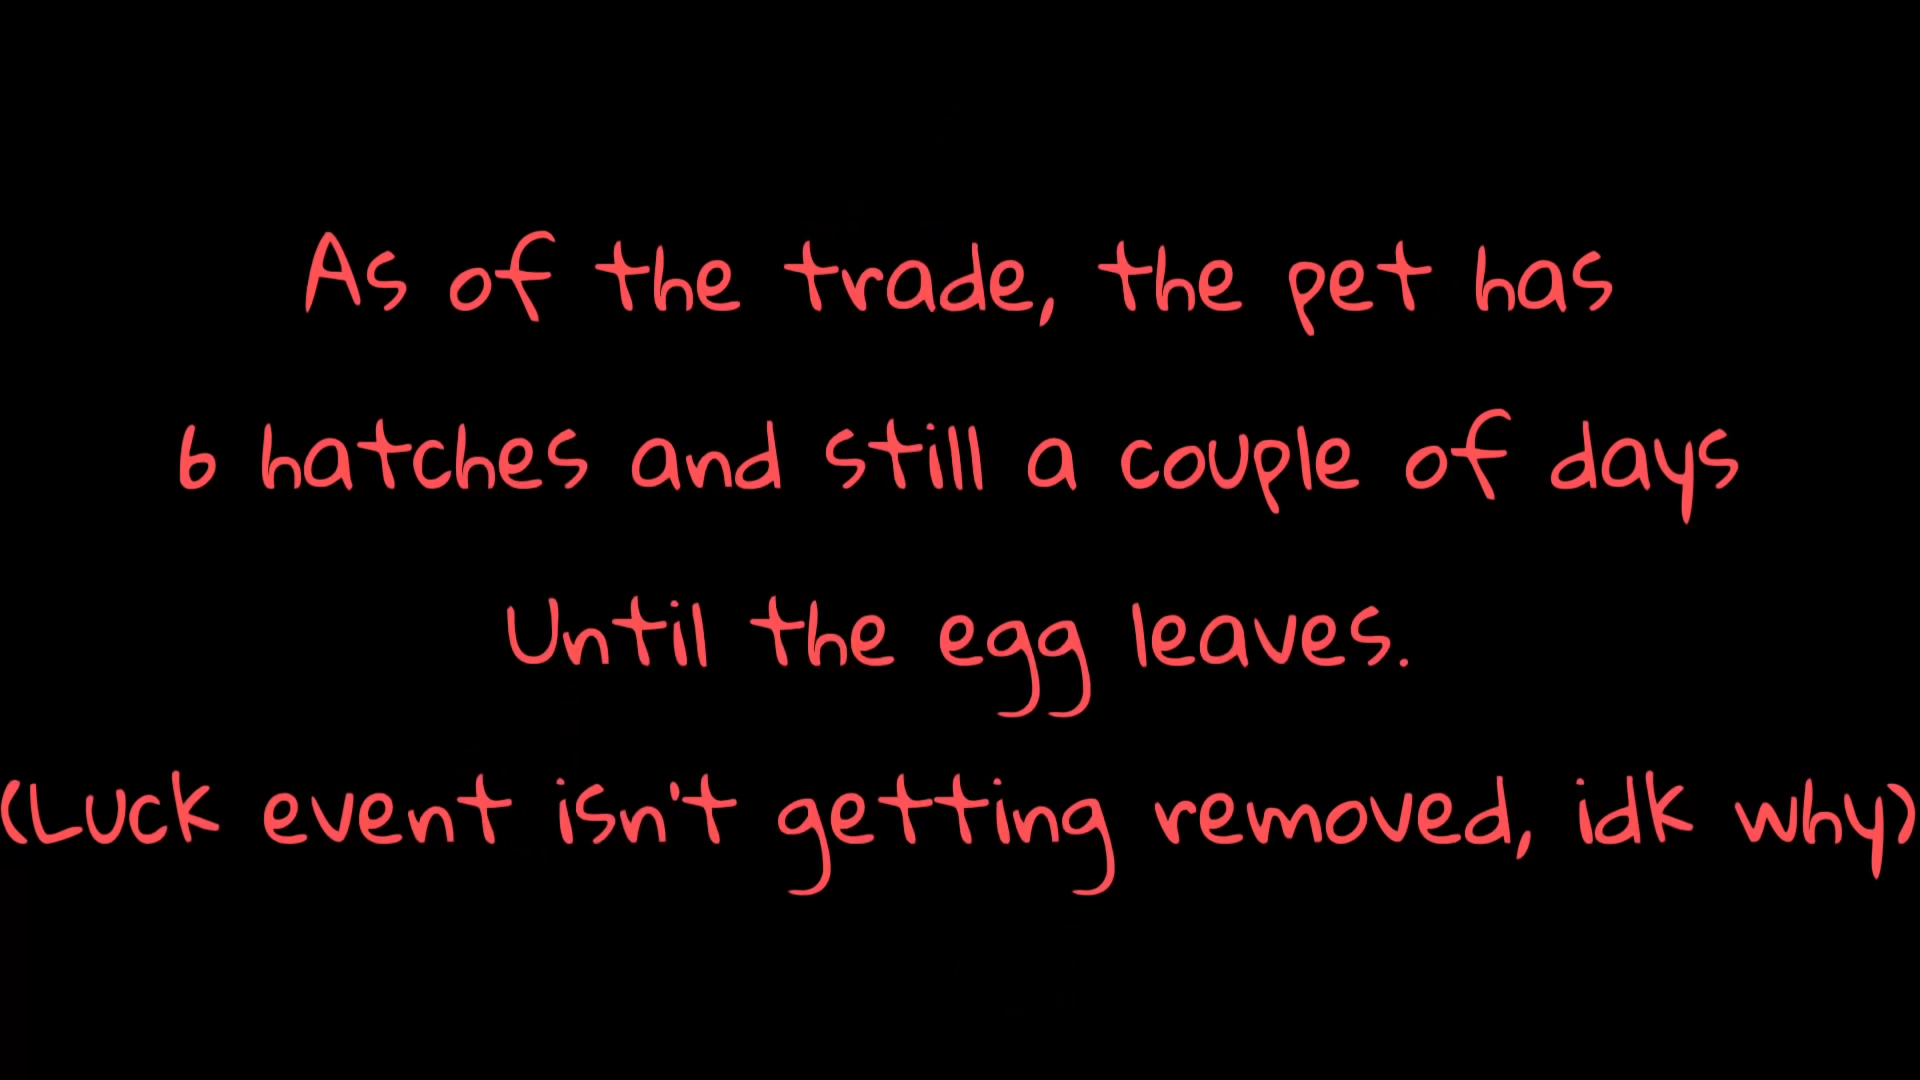 As of the trade, the pet has
6 hatches and still a couple of days
Until the egg leaves.
(Luck event isn't getting removed, idk why)